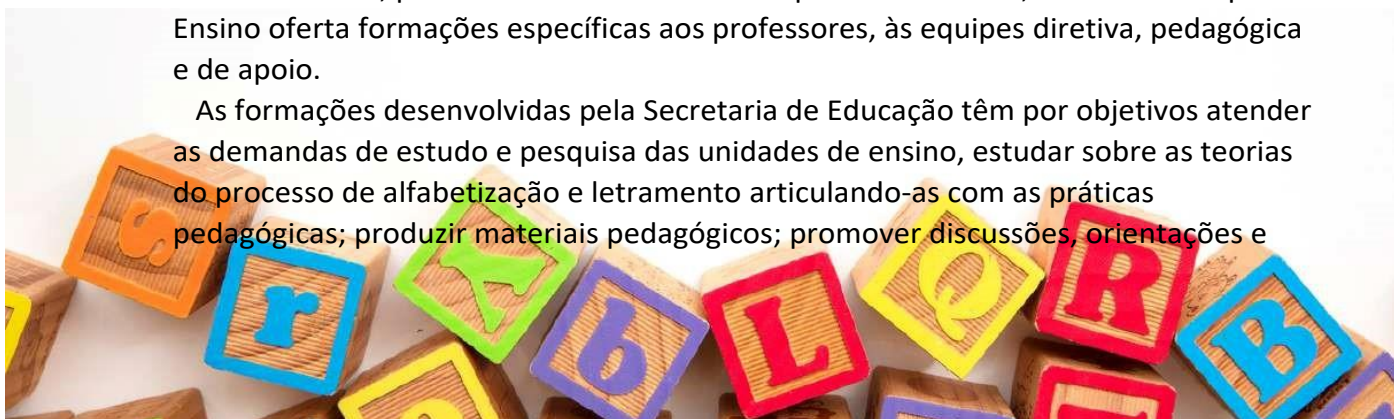 Ensino oferta formações específicas aos professores, às equipes diretiva, pedagógica
e de apoio.
As formações desenvolvidas pela Secretaria de Educação têm por objetivos atender
as demandas de estudo e pesquisa das unidades de ensino, estudar sobre as teorias
do processo de alfabetização e letramento articulando-as com as práticas
pedagógicas; produzir materiais pedagógicos; promover discussões, orientações e
s r k b L Q R B